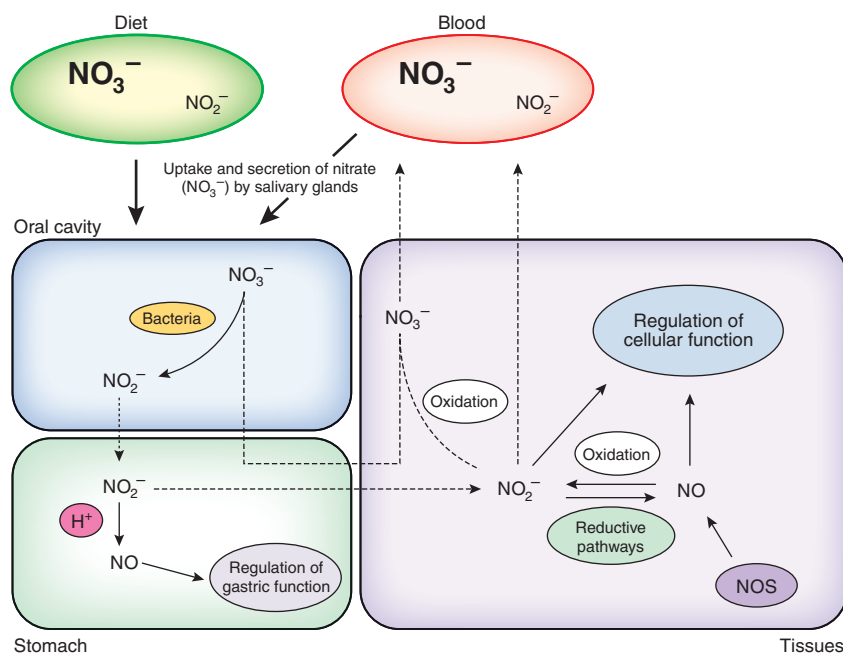 Diet
Blood
NO₃⁻
NO₂⁻
NO₃⁻
NO₂⁻
Uptake and secretion of nitrate
(NO₃⁻) by salivary glands
Oral cavity
NO₃⁻
Bacteria
NO₂⁻
NO₃⁻
Regulation of
cellular function
Oxidation
Oxidation
NO₂⁻
NO₂⁻
NO
H⁺
Reductive
pathways
NO
Regulation of
gastric function
NOS
Stomach
Tissues